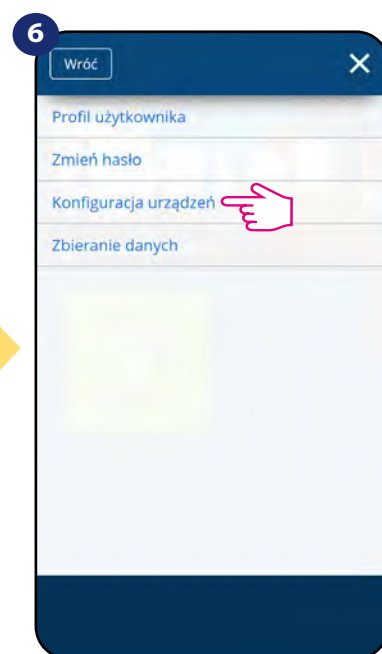 6
Wróć
Profil użytkownika
Zmień hasło
Konfiguracja urządzeń
Zbieranie danych